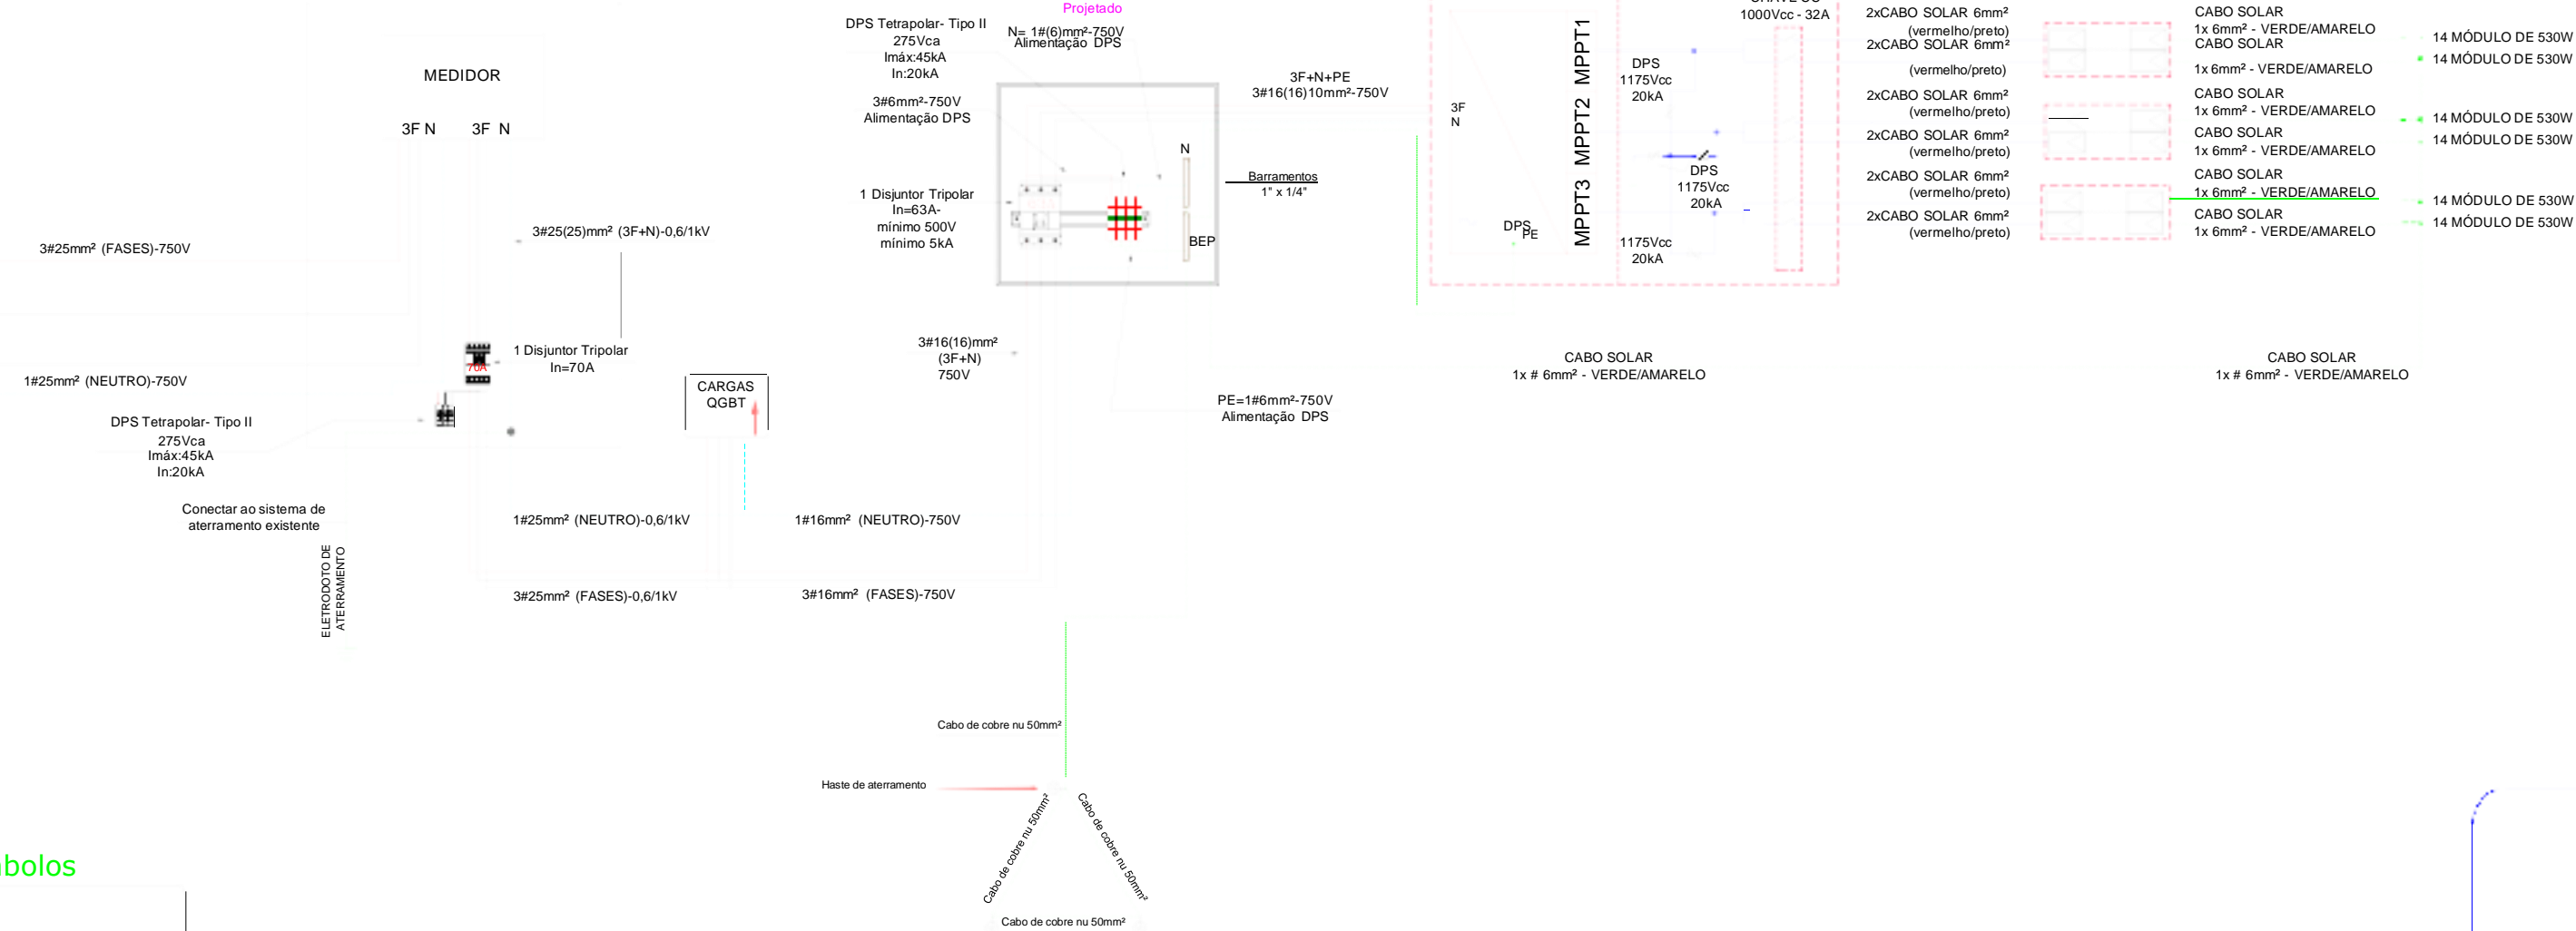 Projetado
DPS Tetrapolar- Tipo II
275Vca
Imáx:45kA
In:20kA
N= 1#(6)mm²-750V
Alimentação DPS
3#6mm²-750V
Alimentação DPS
MEDIDOR
3F N
3F N
1 Disjuntor Tripolar
In=63A-
mínimo 500V
mínimo 5kA
N
BEP
3F+N+PE
3#16(16)10mm²-750V
Barramentos
1" x 1/4"
3F
N
DPS
PE
MPPT3 MPPT2 MPPT1
DPS
1175Vcc
20kA
DPS
1175Vcc
20kA
1175Vcc
20kA
1000Vcc - 32A
2xCABO SOLAR 6mm²
(vermelho/preto)
2xCABO SOLAR 6mm²
(vermelho/preto)
2xCABO SOLAR 6mm²
(vermelho/preto)
2xCABO SOLAR 6mm²
(vermelho/preto)
2xCABO SOLAR 6mm²
(vermelho/preto)
2xCABO SOLAR 6mm²
(vermelho/preto)
CABO SOLAR
1x 6mm² - VERDE/AMARELO
CABO SOLAR
1x 6mm² - VERDE/AMARELO
CABO SOLAR
1x 6mm² - VERDE/AMARELO
CABO SOLAR
1x 6mm² - VERDE/AMARELO
CABO SOLAR
1x 6mm² - VERDE/AMARELO
CABO SOLAR
1x 6mm² - VERDE/AMARELO
14 MÓDULO DE 530W
14 MÓDULO DE 530W
14 MÓDULO DE 530W
14 MÓDULO DE 530W
14 MÓDULO DE 530W
14 MÓDULO DE 530W
3#25mm² (FASES)-750V
3#25(25)mm² (3F+N)-0,6/1kV
1#25mm² (NEUTRO)-750V
70A
1 Disjuntor Tripolar
In=70A
DPS Tetrapolar- Tipo II
275Vca
Imáx:45kA
In:20kA
CARGAS
QGBT
3#16(16)mm²
(3F+N)
750V
PE=1#6mm²-750V
Alimentação DPS
CABO SOLAR
1x # 6mm² - VERDE/AMARELO
CABO SOLAR
1x # 6mm² - VERDE/AMARELO
Conectar ao sistema de
aterramento existente
ELETRODOTO DE
ATERRAMENTO
1#25mm² (NEUTRO)-0,6/1kV
1#16mm² (NEUTRO)-750V
3#25mm² (FASES)-0,6/1kV
3#16mm² (FASES)-750V
Cabo de cobre nu 50mm²
Haste de aterramento
Cabo de cobre nu 50mm²
Cabo de cobre nu 50mm²
Cabo de cobre nu 50mm²
bolos